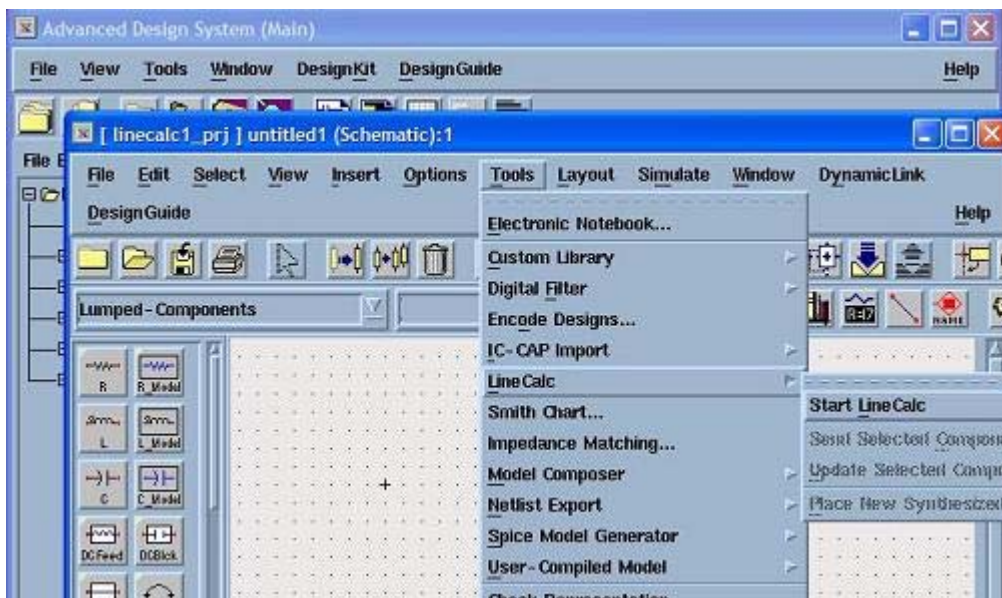 Advanced Design System (Main)
File View Tools Window DesignKit DesignGuide Help
[ linecalc1_prj ] untitled1 (Schematic):1
File
File Edit Select View Insert Options Tools Layout Simulate Window DynamicLink
DesignGuide Help
Electronic Notebook...
Custom Library
Digital Filter
Lumped-Components
Encode Designs...
NAME
IC-CAP Import
R R_Model
LineCalc
Start LineCalc
Smith Chart...
Send Selected
L L_Model
Impedance Matching...
Update Selected
Model Composer
Place New Synthesized
C C_Model
Netlist Export
Spice Model Generator
DCFeed DCBlck
User-Compiled Model